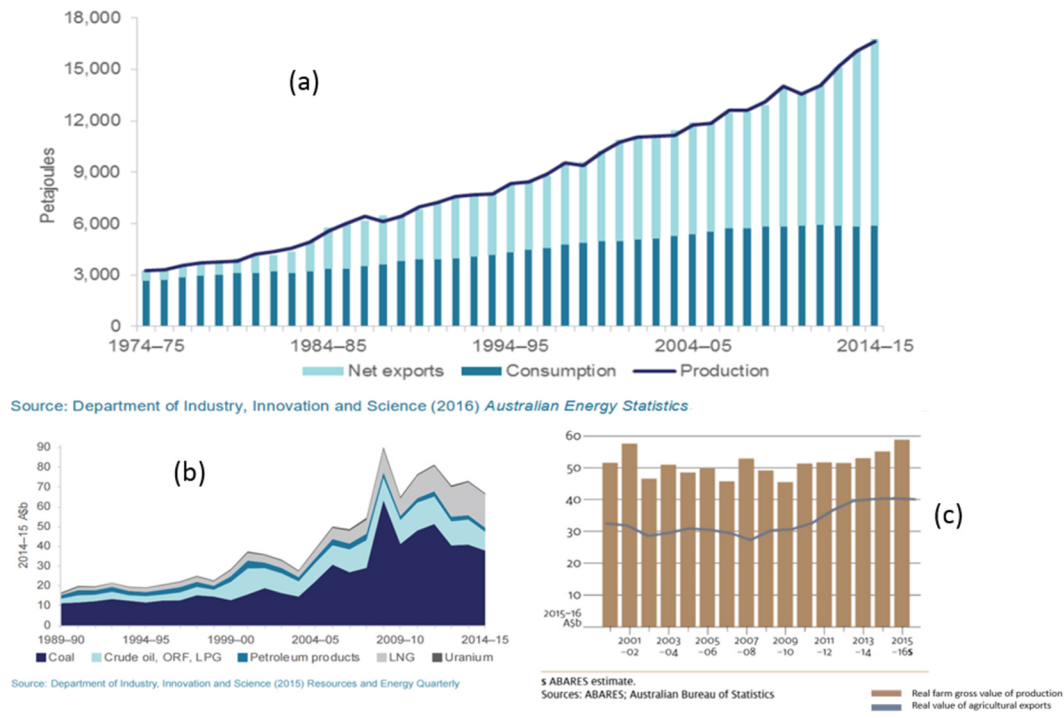 18,000
15,000
(a)
12,000
9,000
Petajoules
6,000
3,000
0
1974–75 1984–85 1994–95 2004–05 2014–15
Net exports Consumption Production
Source: Department of Industry, Innovation and Science (2016) Australian Energy Statistics
90
80
(b)
70
60
50
2014–15 A$b
40
30
20
10
0
1989–90 1994–95 1999–00 2004–05 2009–10 2014–15
Coal Crude oil, ORF, LPG Petroleum products LNG Uranium
Source: Department of Industry, Innovation and Science (2015) Resources and Energy Quarterly
60
50
40
(c)
30
20
10
2015–16
A$b
2001 2003 2005 2007 2009 2011 2013 2015
–02 –04 –06 –08 –10 –12 –14 –16s
s ABARES estimate.
Sources: ABARES; Australian Bureau of Statistics
Real farm gross value of production
Real value of agricultural exports